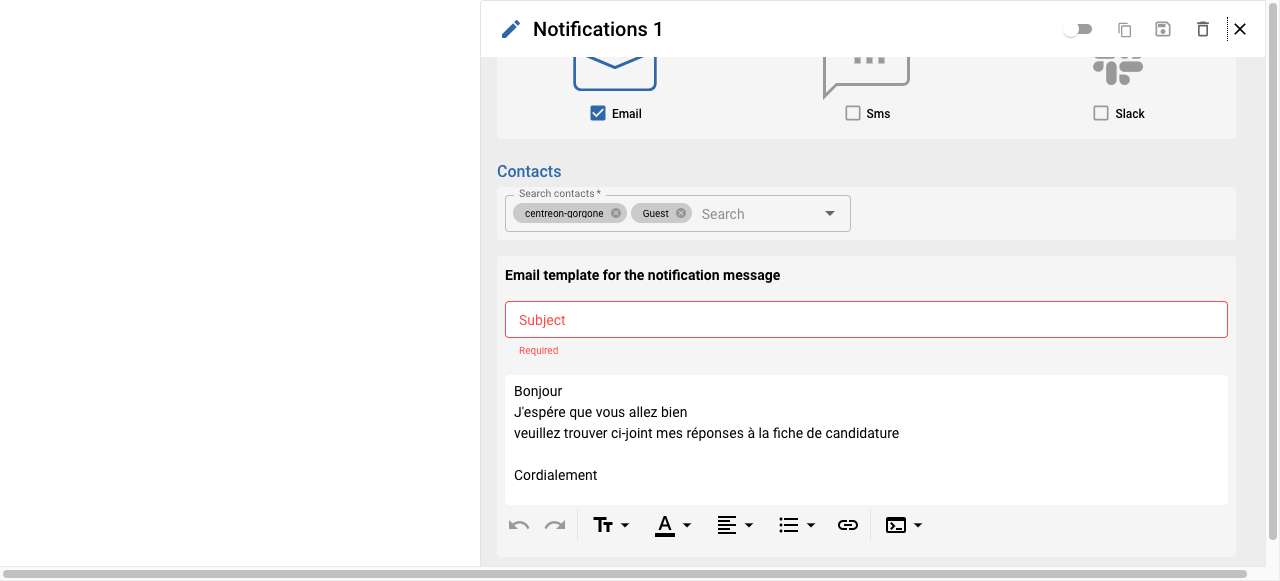 Notifications 1
Email
Sms
Slack
Contacts
Search contacts *
centreon-gorgone
Guest
Search
Email template for the notification message
Subject
Required
Bonjour
J'espére que vous allez bien
veuillez trouver ci-joint mes réponses à la fiche de candidature
Cordialement